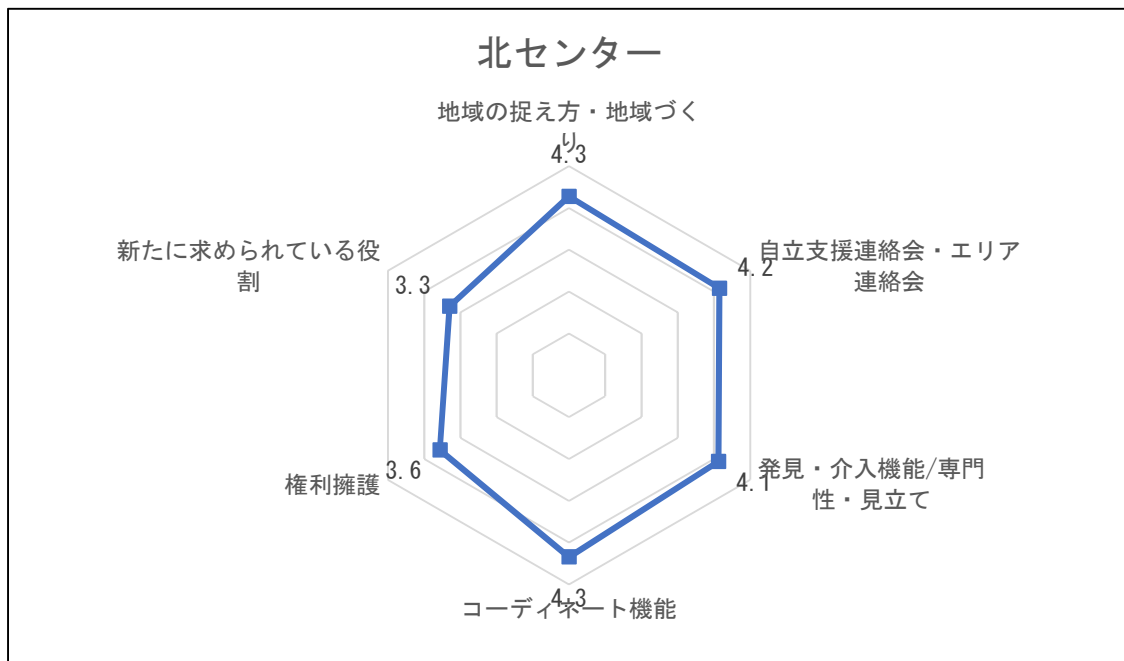 北センター
地域の捉え方・地域づく
り
4.3
自立支援連絡会・エリア
連絡会
4.2
発見・介入機能/専門
性・見立て
4.1
コーディネート機能
4.3
権利擁護
3.6
新たに求められている役
割
3.3